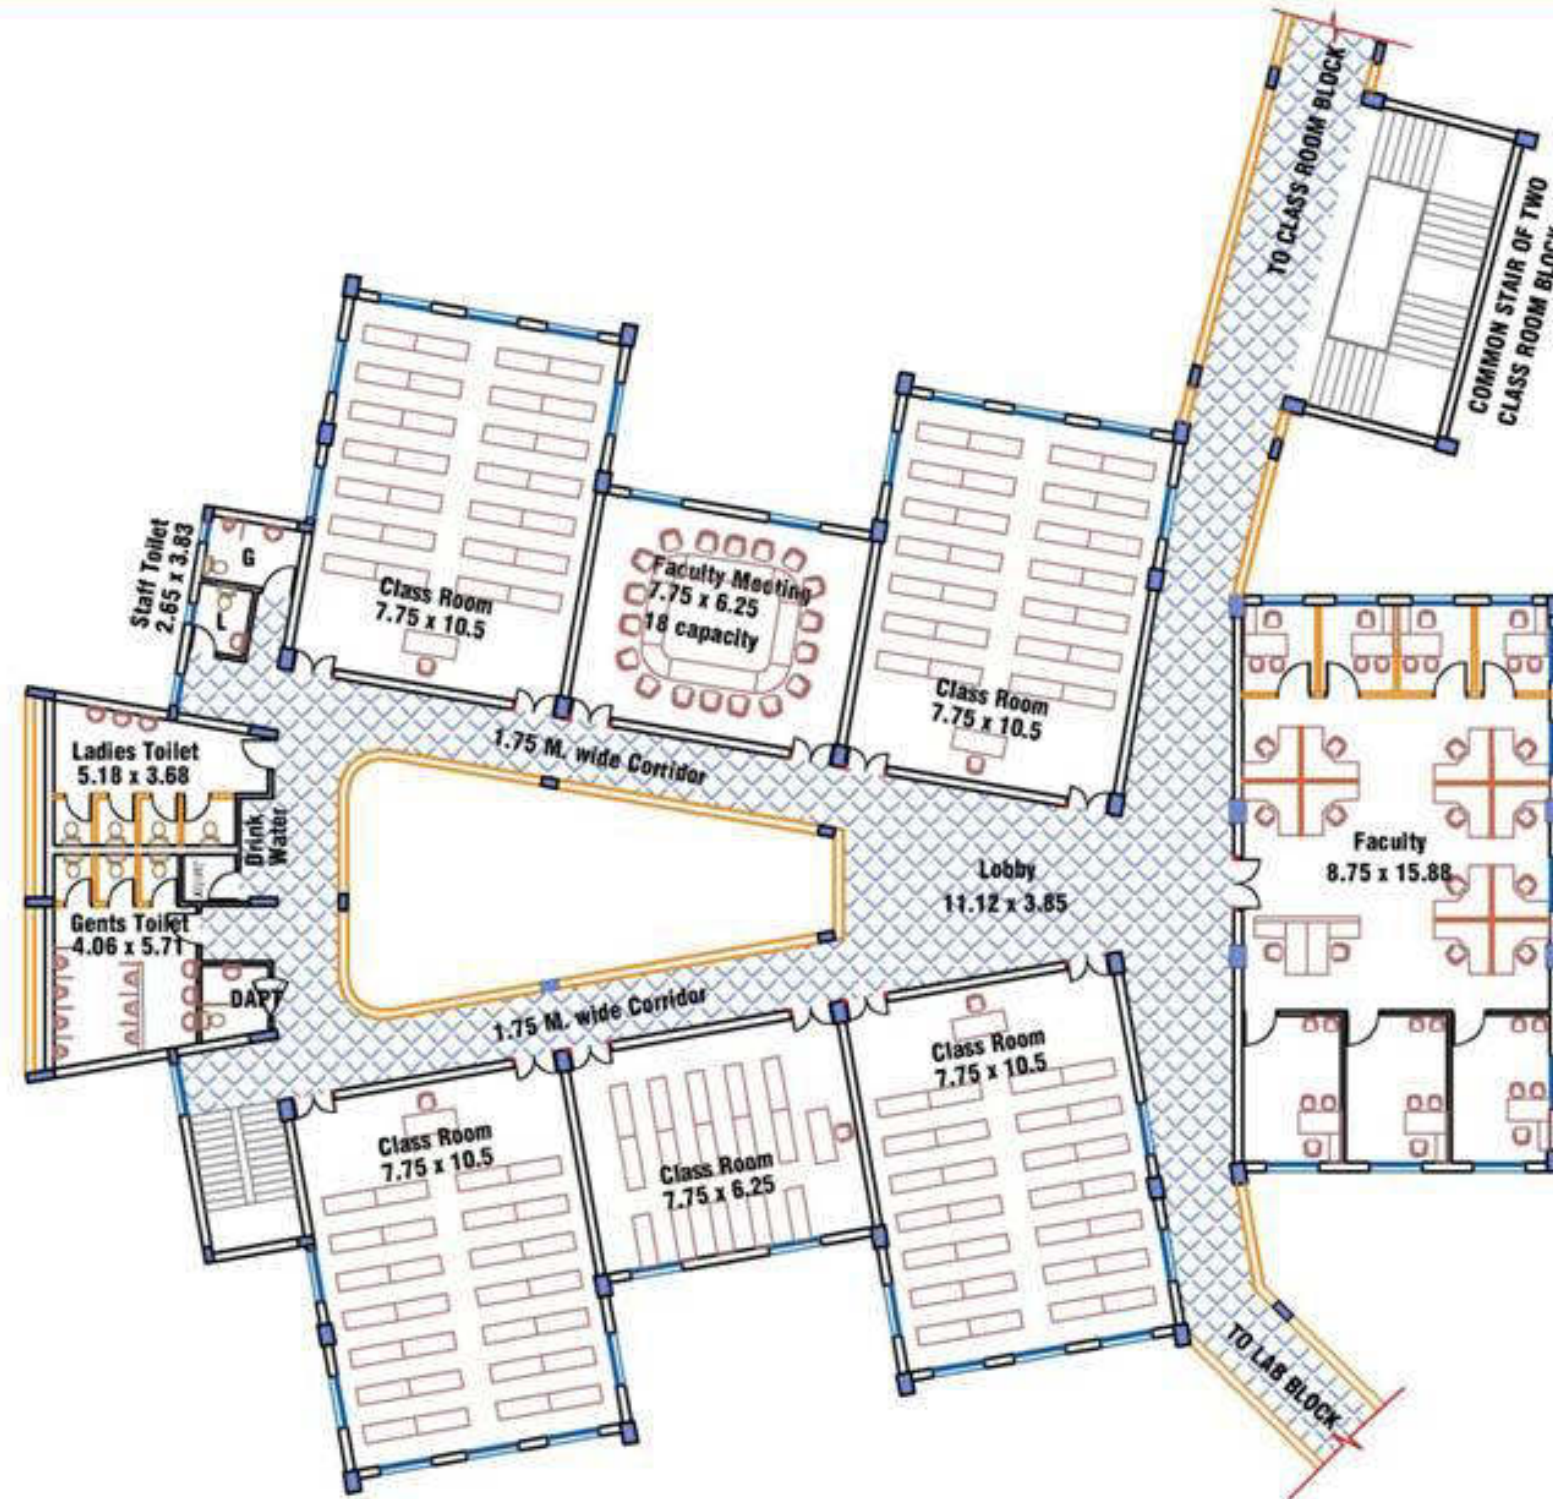 TO CLASS ROOM BLOCK
COMMON STAIR OF TWO
CLASS ROOM BLOCK
Staff Toilet
2.65 x 3.83
G
L
Class Room
7.75 x 10.5
Faculty Meeting
7.75 x 6.25
18 capacity
Class Room
7.75 x 10.5
Ladies Toilet
5.18 x 3.68
1.75 M. wide Corridor
Drink
Water
Lobby
11.12 x 3.85
Faculty
8.75 x 15.88
Gents Toilet
4.06 x 5.71
DAPT
1.75 M. wide Corridor
Class Room
7.75 x 10.5
Class Room
7.75 x 6.25
Class Room
7.75 x 10.5
TO LAB BLOCK